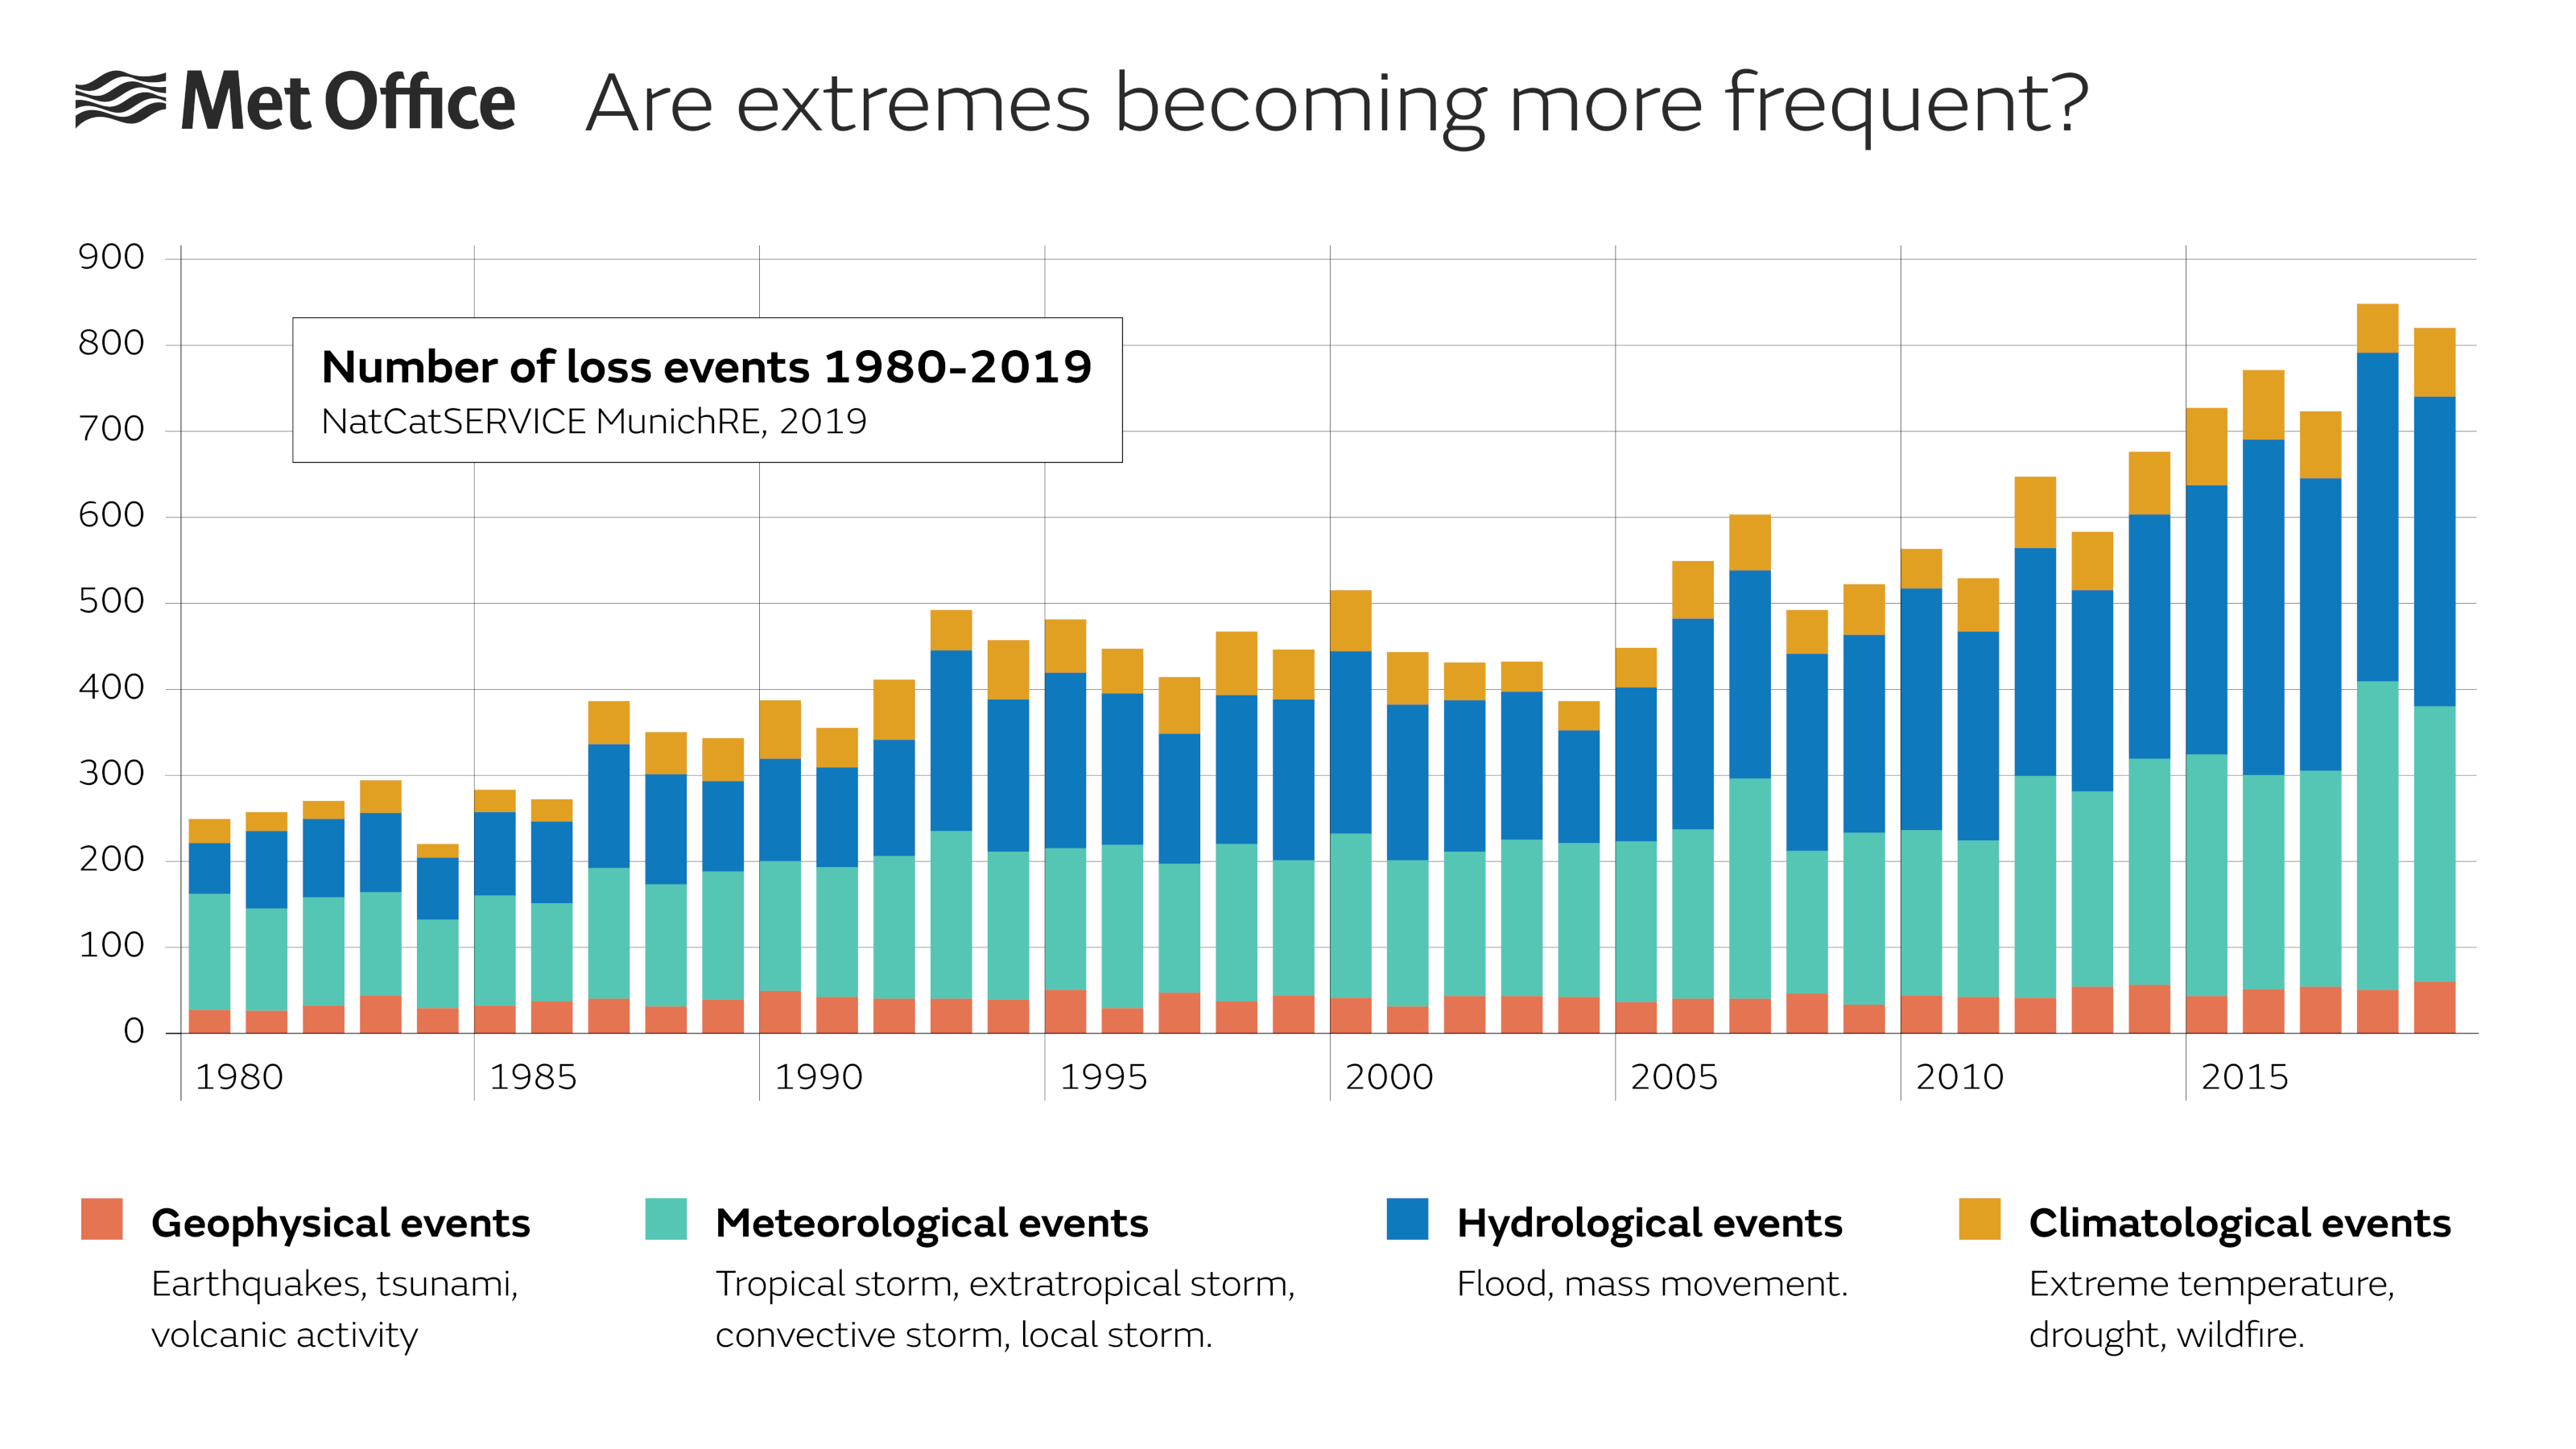 Met Office
Are extremes becoming more frequent?
900
800
700
600
500
400
300
200
100
0
Number of loss events 1980-2019
NatCatSERVICE MunichRE, 2019
1980 1985 1990 1995 2000 2005 2010 2015
Geophysical events
Earthquakes, tsunami,
volcanic activity
Meteorological events
Tropical storm, extratropical storm,
convective storm, local storm.
Hydrological events
Flood, mass movement.
Climatological events
Extreme temperature,
drought, wildfire.